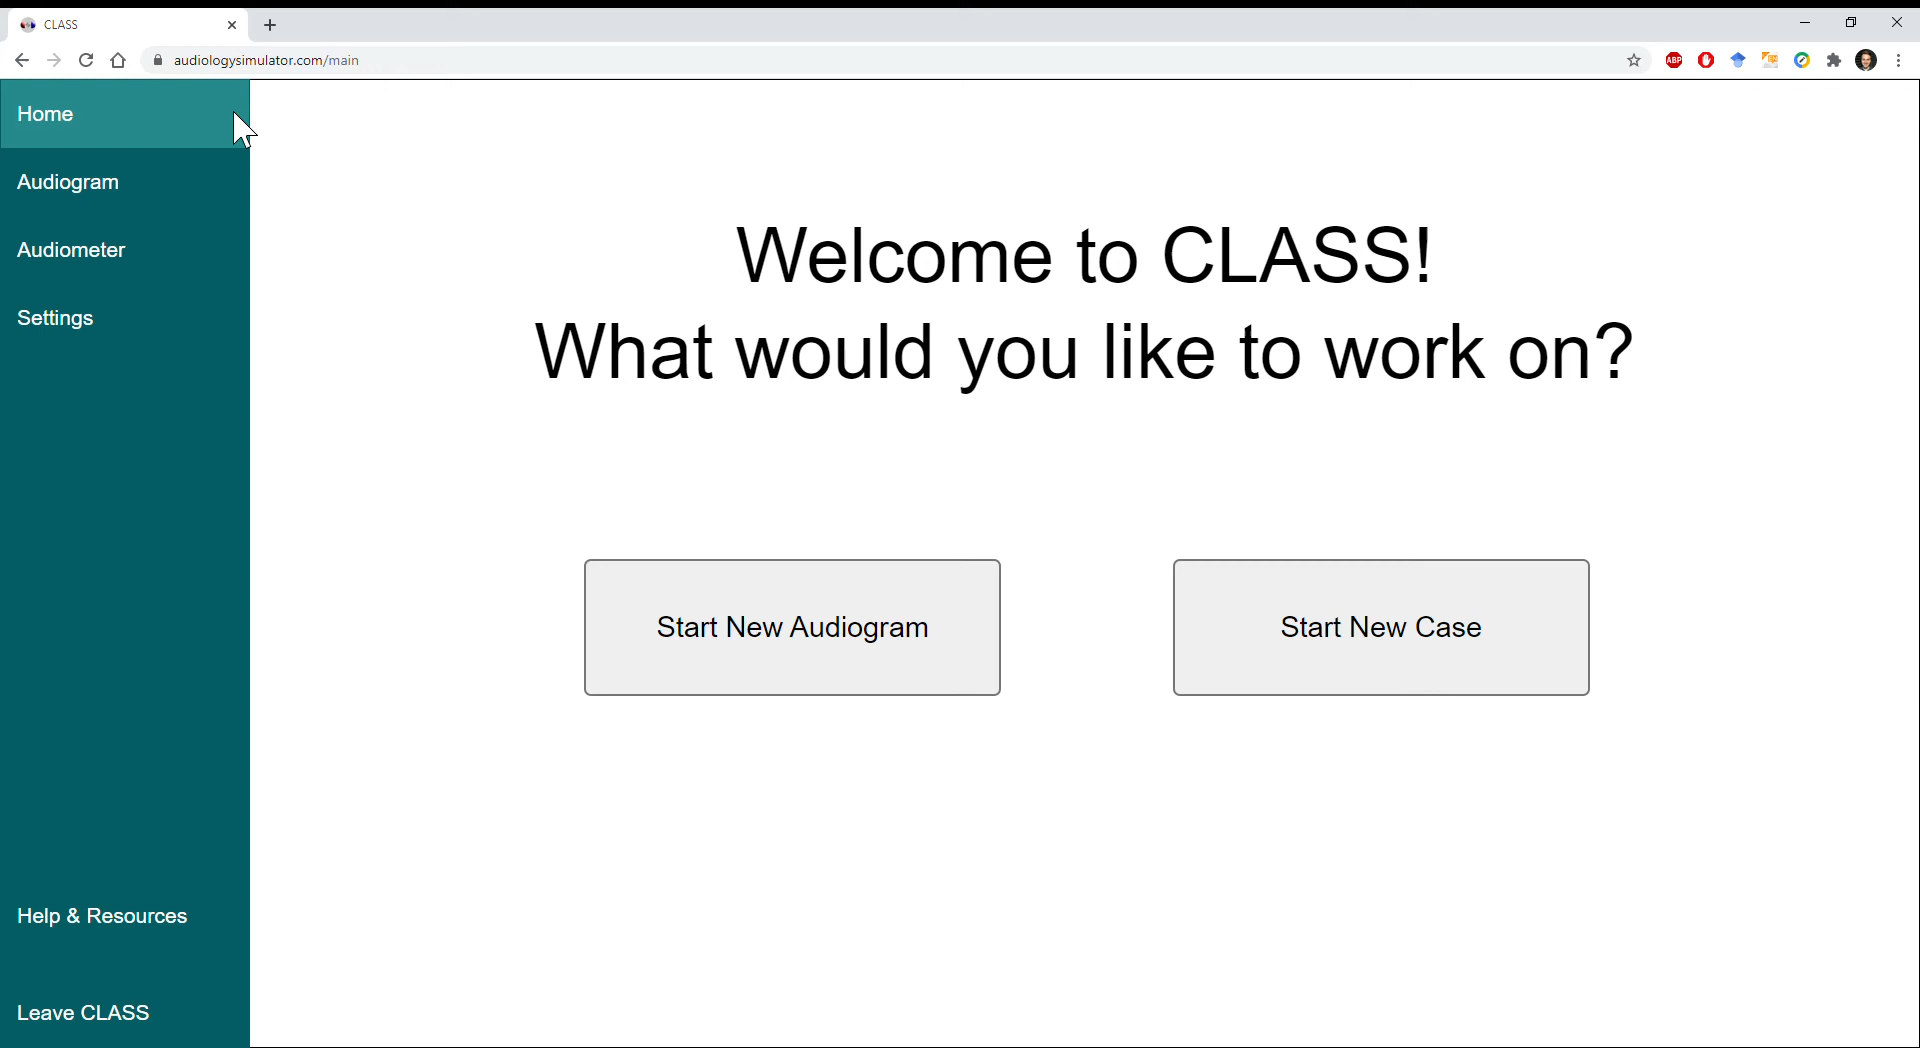 CLASS
audiologysimulator.com/main
ABP
Home
Audiogram
Audiometer
Settings
Help & Resources
Leave CLASS
Welcome to CLASS!
What would you like to work on?
Start New Audiogram
Start New Case